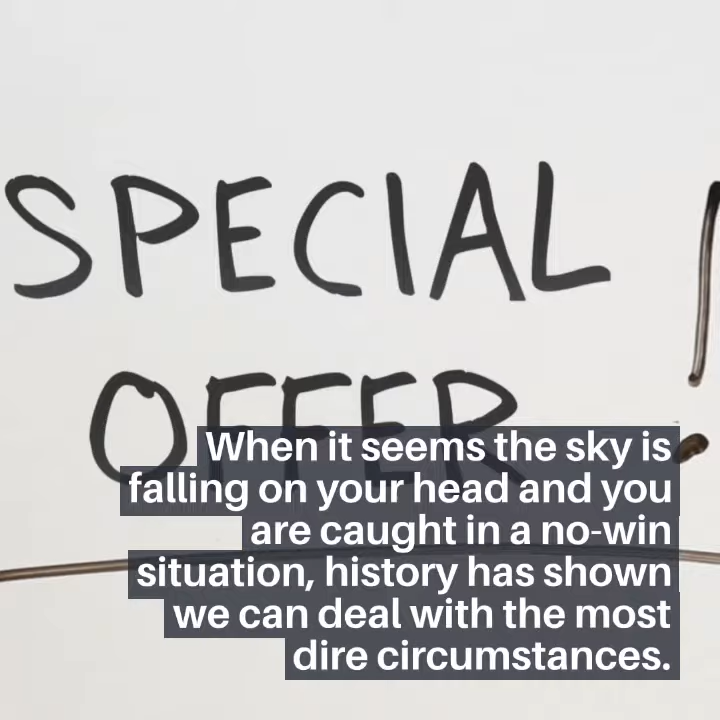 SPECIAL
OFFER
When it seems the sky is
falling on your head and you
are caught in a no-win
situation, history has shown
we can deal with the most
dire circumstances.